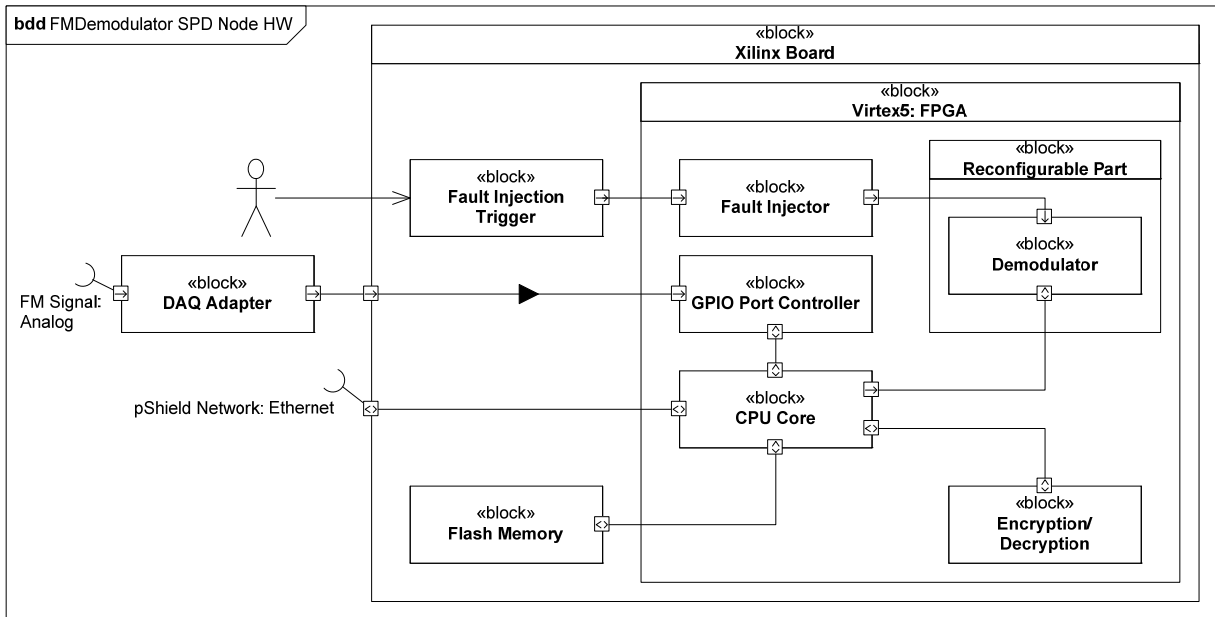 bdd FMDemodulator SPD Node HW
«block»
Xilinx Board
«block»
Virtex5: FPGA
«block»
Fault Injection
Trigger
«block»
Fault Injector
«block»
Reconfigurable Part
«block»
Demodulator
FM Signal:
Analog
«block»
DAQ Adapter
«block»
GPIO Port Controller
pShield Network: Ethernet
«block»
CPU Core
«block»
Flash Memory
«block»
Encryption/
Decryption